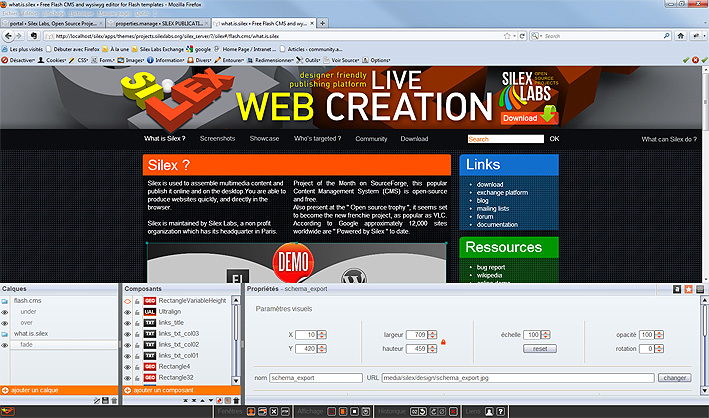 what.is.silex • Free Flash CMS and wysiwyg editor for Flash templates - Mozilla Firefox
portal • Silex Labs, Open Source Proje...
properties.manage • SILEX PUBLICATI...
what.is.silex • Free Flash CMS and wy...
http://localhost/silex/apps/themes/projects.silexlabs.org/silex_server/?/silex#/flash.cms/what.is.silex
Search
Les plus visités
Débuter avec Firefox
À la une
Silex Labs Exchange
google
Home Page / Intranet ...
Articles - community.a...
Désactiver
Cookies
CSS
Form.
Images
Information
Divers
Entourer
Redimensionner
Outils
Voir Source
Options
SILEX
designer friendly
publishing platform
LIVE
WEB CREATION
SILEX
LABS
OPEN
SOURCE
PROJECTS
Download
What is Silex ?
Screenshots
Showcase
Who's targeted ?
Community
Download
Search
OK
What can Silex do ?
Silex ?
Silex is used to assemble multimedia content and
publish it online and on the desktop.You are able to
produce websites quickly, and directly in the
browser.
Silex is maintained by Silex Labs, a non profit
organization which has its headquarter in Paris.
Project of the Month on SourceForge, this popular
Content Management System (CMS) is open-source
and free.
Also present at the " Open source trophy ", it seems set
to become the new frenchie project, as popular as VLC.
According to Google approximately 12,000 sites
worldwide are " Powered by Silex " to date.
DEMO
Links
download
exchange platform
blog
mailing lists
forum
documentation
Ressources
bug report
wikipedia
Calques
flash.cms
under
over
what.is.silex
fade
ajouter un calque
Composants
GEO RectangleVariableHeight
UAL Ultralign
TXT links_title
TXT links_txt_col03
TXT links_txt_col02
TXT links_txt_col01
GEO Rectangle4
GEO Rectangle32
ajouter un composant
Propriétés - schema_export
Paramètres visuels
X 10
largeur 709
échelle 100
opacité 100
Y 420
hauteur 459
reset
rotation 0
nom schema_export
URL media/silex/design/schema_export.jpg
changer
Fenêtres
Affichage
Historique
02
Liens